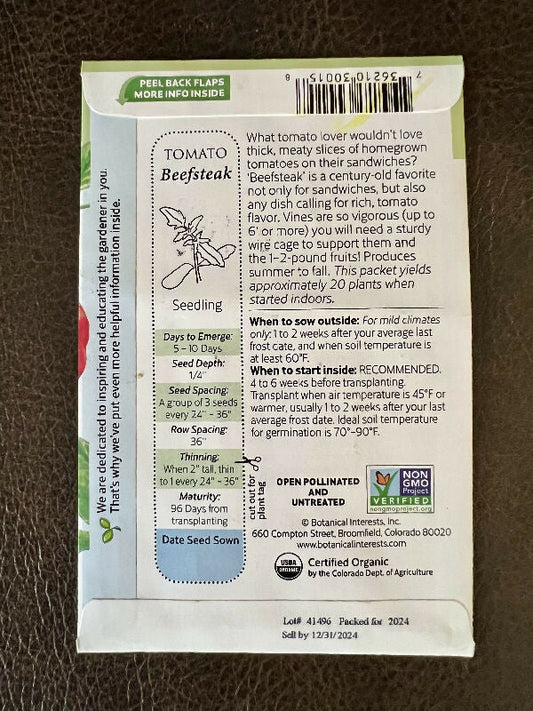 PEEL BACK FLAPS
MORE INFO INSIDE
7 36210 30015 8
We are dedicated to inspiring and educating the gardener in you.
That's why we've put even more helpful information inside.
TOMATO
Beefsteak
Seedling
Days to Emerge:
5 – 10 Days
Seed Depth:
1/4"
Seed Spacing:
A group of 3 seeds
every 24" – 36"
Row Spacing:
36"
Thinning:
When 2" tall, thin
to 1 every 24" – 36"
Maturity:
96 Days from
transplanting
Date Seed Sown
cut out for
plant tag
What tomato lover wouldn't love
thick, meaty slices of homegrown
tomatoes on their sandwiches?
'Beefsteak' is a century-old favorite
not only for sandwiches, but also
any dish calling for rich, tomato
flavor. Vines are so vigorous (up to
6' or more) you will need a sturdy
wire cage to support them and
the 1–2-pound fruits! Produces
summer to fall. This packet yields
approximately 20 plants when
started indoors.
When to sow outside: For mild climates
only: 1 to 2 weeks after your average last
frost date, and when soil temperature is
at least 60°F.
When to start inside: RECOMMENDED.
4 to 6 weeks before transplanting.
Transplant when air temperature is 45°F or
warmer, usually 1 to 2 weeks after your last
average frost date. Ideal soil temperature
for germination is 70°–90°F.
OPEN POLLINATED
AND
UNTREATED
NON
GMO
Project
VERIFIED
nongmoproject.org
© Botanical Interests, Inc.
660 Compton Street, Broomfield, Colorado 80020
www.botanicalinterests.com
USDA
ORGANIC
Certified Organic
by the Colorado Dept. of Agriculture
Lot# 41496 Packed for 2024
Sell by 12/31/2024